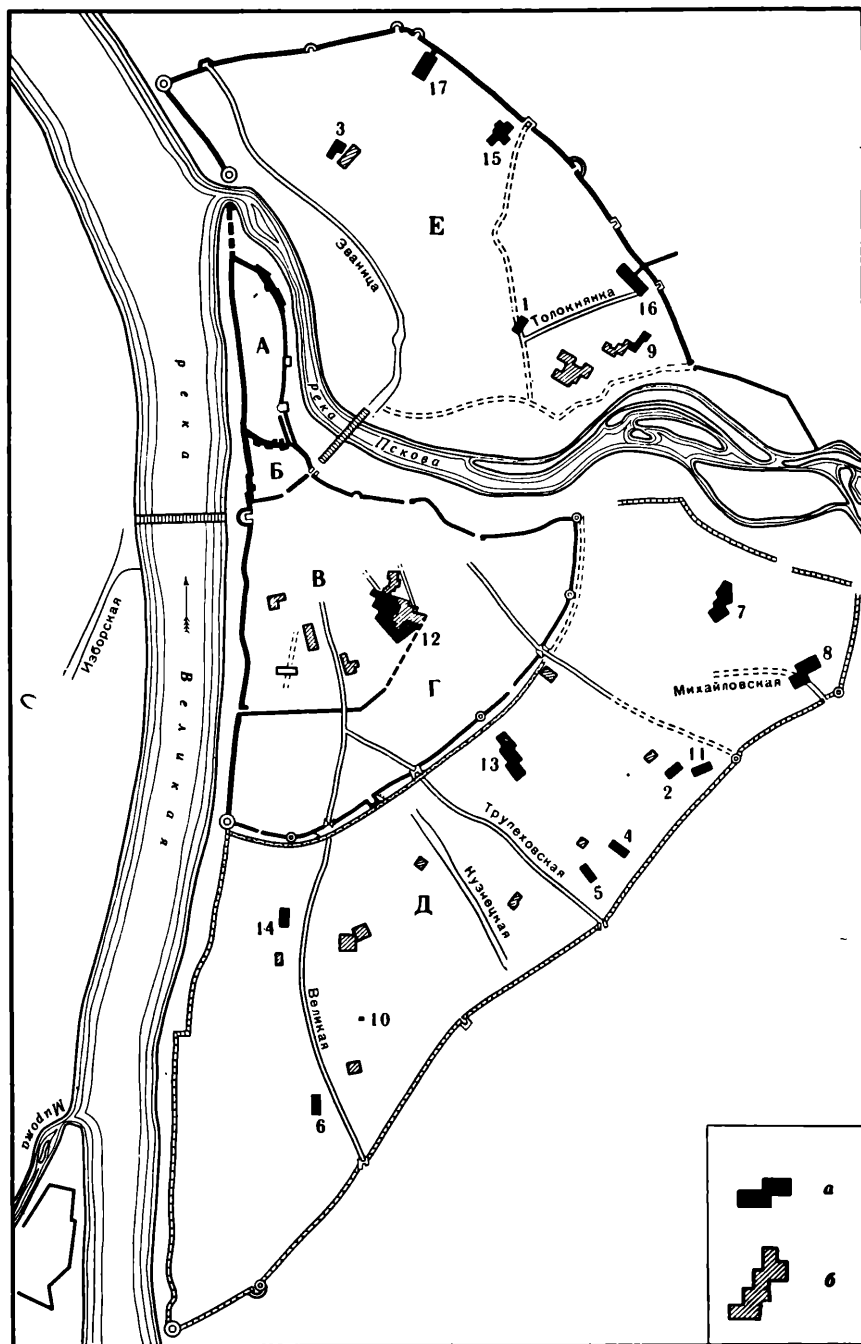 17
3
15
Е
Званица
16
1
Толокнянка
9
А
река
река
Пскова
Б
В
7
12
8
Изборская
Михайловская
Г
Великая
13
2
11
Трупеховская
4
5
Кузнецкая
Д
14
Великая
10
6
Мирожа
а
б